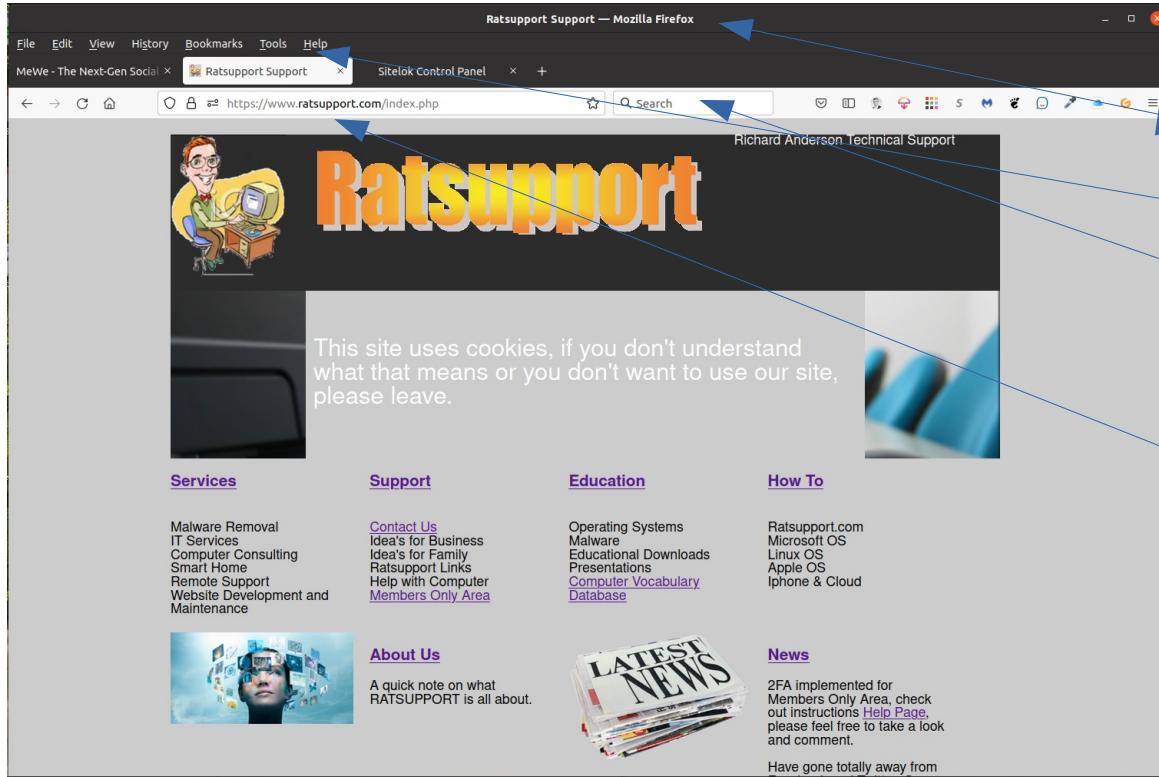 Ratsupport Support — Mozilla Firefox
File Edit View History Bookmarks Tools Help
MeWe - The Next-Gen Social
Ratsupport Support
Sitelok Control Panel
https://www.ratsupport.com/index.php
Search
Richard Anderson Technical Support
Ratsupport
This site uses cookies, if you don't understand
what that means or you don't want to use our site,
please leave.
Services
Malware Removal
IT Services
Computer Consulting
Smart Home
Remote Support
Website Development and
Maintenance
Support
Contact Us
Idea's for Business
Idea's for Family
Ratsupport Links
Help with Computer
Members Only Area
Education
Operating Systems
Malware
Educational Downloads
Presentations
Computer Vocabulary
Database
How To
Ratsupport.com
Microsoft OS
Linux OS
Apple OS
Iphone & Cloud
About Us
A quick note on what
RATSUPPORT is all about.
LATEST
NEWS
News
2FA implemented for
Members Only Area, check
out instructions Help Page,
please feel free to take a look
and comment.
Have gone totally away from